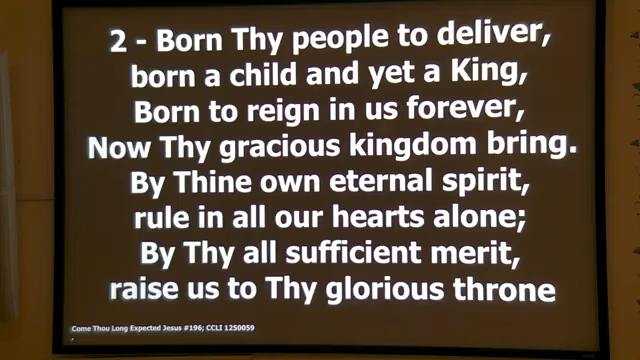 2 - Born Thy people to deliver,
born a child and yet a King,
Born to reign in us forever,
Now Thy gracious kingdom bring.
By Thine own eternal spirit,
rule in all our hearts alone;
By Thy all sufficient merit,
raise us to Thy glorious throne
Come Thou Long Expected Jesus #196; CCLI 1250059